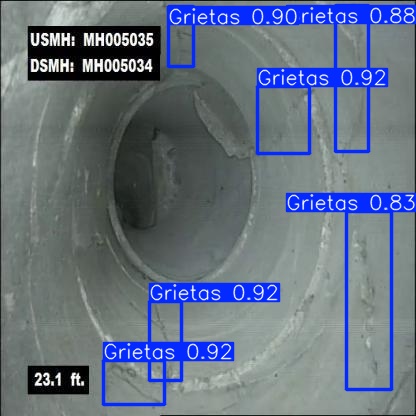 Grietas 0.90
rietas 0.88
USMH: MH005035
DSMH: MH005034
Grietas 0.92
Grietas 0.83
Grietas 0.92
Grietas 0.92
23.1 ft.